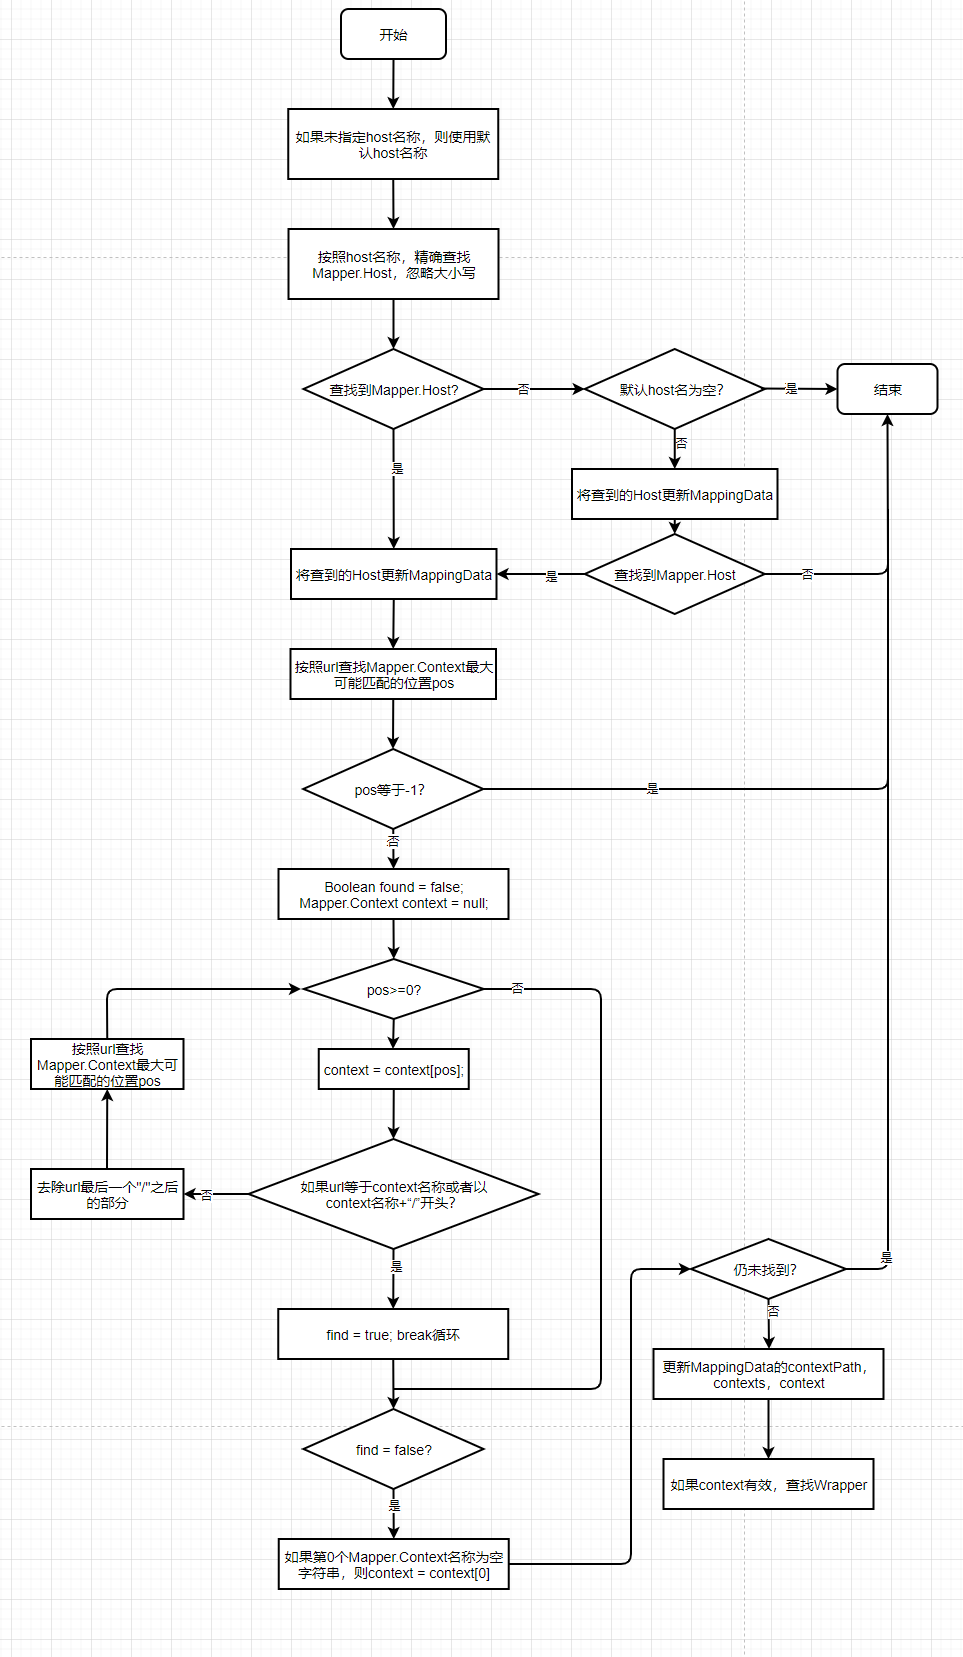 开始
如果未指定host名称，则使用默
认host名称
按照host名称，精确查找
Mapper.Host，忽略大小写
查找到Mapper.Host?
否
默认host名为空?
是
结束
否
是
将查到的Host更新MappingData
将查到的Host更新MappingData
是
查找到Mapper.Host
否
按照url查找Mapper.Context最大
可能匹配的位置pos
pos等于-1?
是
否
Boolean found = false;
Mapper.Context context = null;
pos>=0?
否
按照url查找
Mapper.Context最大可
能匹配的位置pos
context = context[pos];
去除url最后一个"/"之后
的部分
否
如果url等于context名称或者以
context名称+“/”开头?
是
仍未找到?
是
否
find = true; break循环
更新MappingData的contextPath，
contexts，context
find = false?
是
如果context有效，查找Wrapper
如果第0个Mapper.Context名称为空
字符串，则context = context[0]